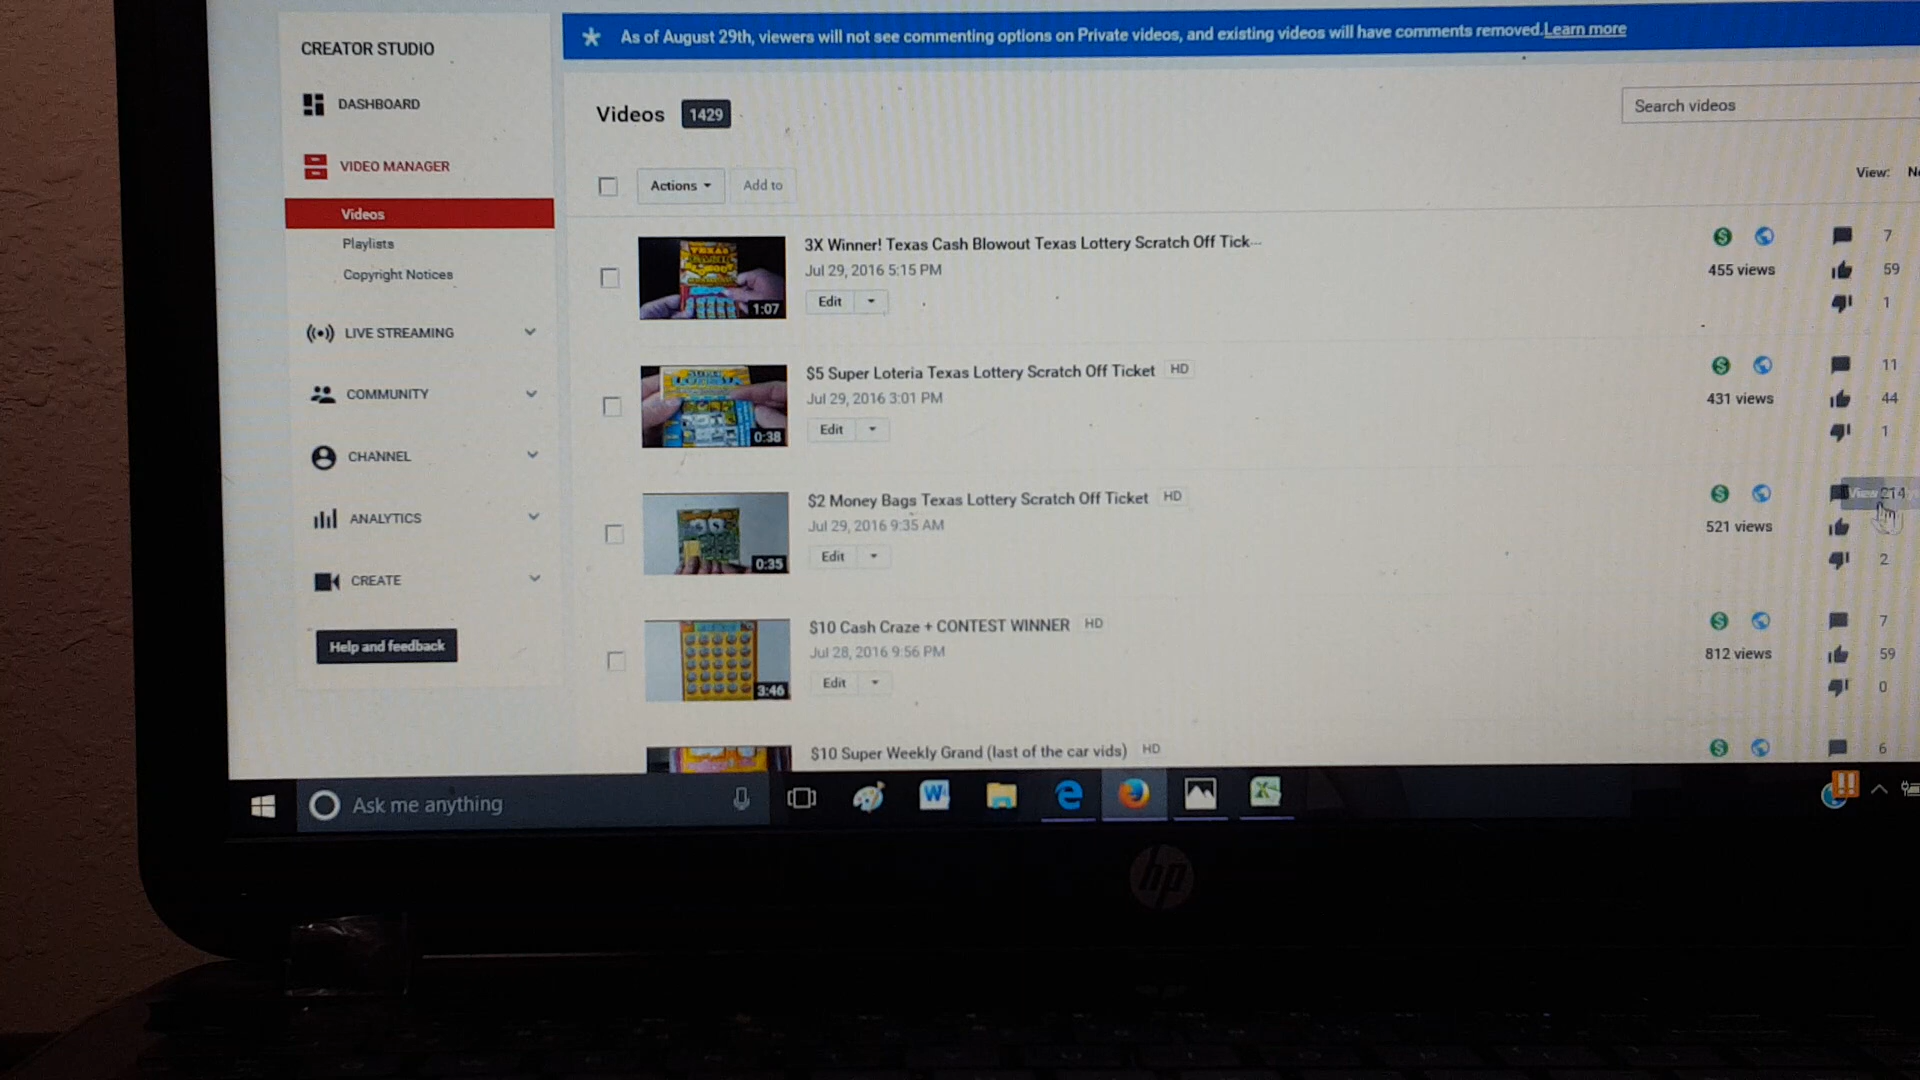 CREATOR STUDIO
DASHBOARD
VIDEO MANAGER
Videos
Playlists
Copyright Notices
LIVE STREAMING
COMMUNITY
CHANNEL
ANALYTICS
CREATE
Help and feedback
As of August 29th, viewers will not see commenting options on Private videos, and existing videos will have comments removed. Learn more
Videos 1429
Search videos
View:
Actions Add to
3X Winner! Texas Cash Blowout Texas Lottery Scratch Off Tick...
Jul 29, 2016 5:15 PM
Edit
1:07
455 views
7
59
1
$5 Super Loteria Texas Lottery Scratch Off Ticket HD
Jul 29, 2016 3:01 PM
Edit
0:38
431 views
11
44
1
$2 Money Bags Texas Lottery Scratch Off Ticket HD
Jul 29, 2016 9:35 AM
Edit
0:35
521 views
214
2
$10 Cash Craze + CONTEST WINNER HD
Jul 28, 2016 9:56 PM
Edit
3:46
812 views
7
59
0
$10 Super Weekly Grand (last of the car vids) HD
6
Ask me anything
hp